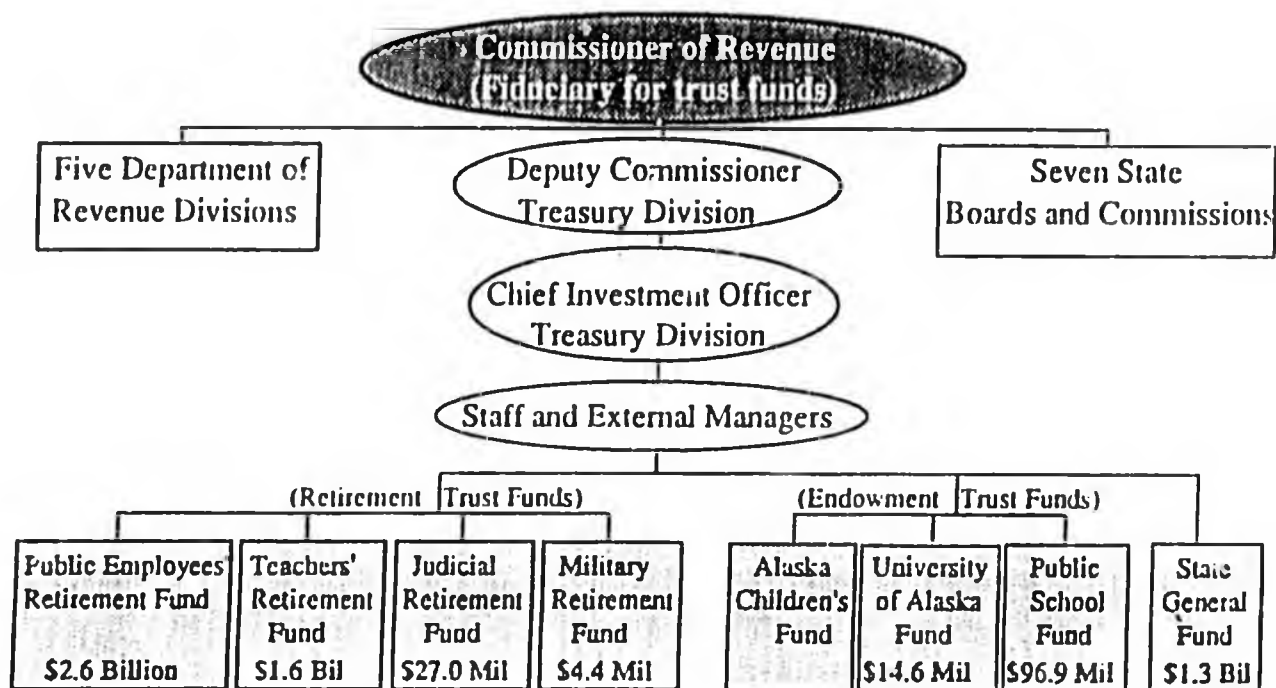 Commissioner of Revenue
(Fiduciary for trust funds)
Five Department of
Revenue Divisions
Deputy Commissioner
Treasury Division
Seven State
Boards and Commissions
Chief Investment Officer
Treasury Division
Staff and External Managers
(Retirement Trust Funds)
(Endowment Trust Funds)
Public Employees'
Retirement Fund
$2.6 Billion
Teachers'
Retirement
Fund
$1.6 Bil
Judicial
Retirement
Fund
$27.0 Mil
Military
Retirement
Fund
$4.4 Mil
Alaska
Children's
Fund
University
of Alaska
Fund
$14.6 Mil
Public
School
Fund
$96.9 Mil
State
General
Fund
$1.3 Bil